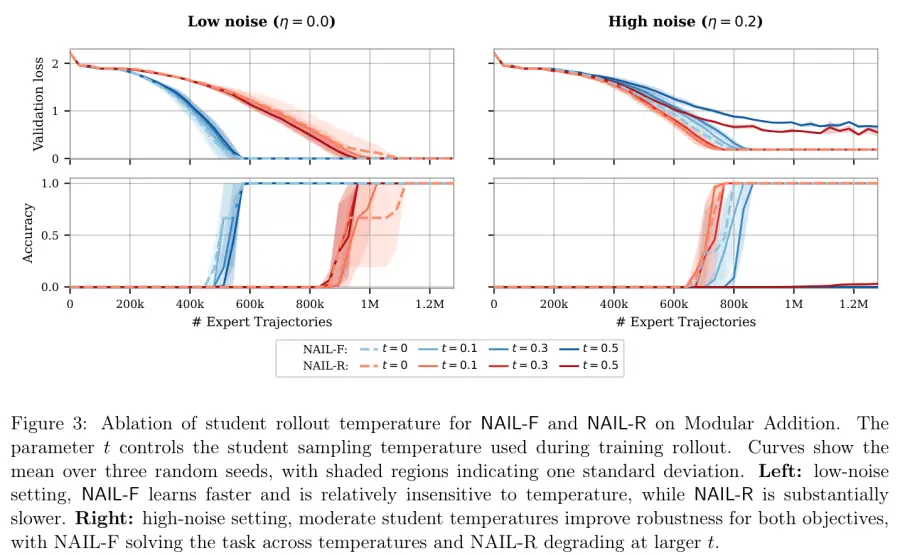 Low noise (η = 0.0)
High noise (η = 0.2)
Validation loss
2
1
0
Accuracy
1.0
0.5
0.0
0
200k
400k
600k
800k
1M
1.2M
# Expert Trajectories
0
200k
400k
600k
800k
1M
1.2M
# Expert Trajectories
NAIL-F: t = 0 t = 0.1 t = 0.3 t = 0.5
NAIL-R: t = 0 t = 0.1 t = 0.3 t = 0.5
Figure 3: Ablation of student rollout temperature for NAIL-F and NAIL-R on Modular Addition. The
parameter t controls the student sampling temperature used during training rollout. Curves show the
mean over three random seeds, with shaded regions indicating one standard deviation. Left: low-noise
setting, NAIL-F learns faster and is relatively insensitive to temperature, while NAIL-R is substantially
slower. Right: high-noise setting, moderate student temperatures improve robustness for both objectives,
with NAIL-F solving the task across temperatures and NAIL-R degrading at larger t.